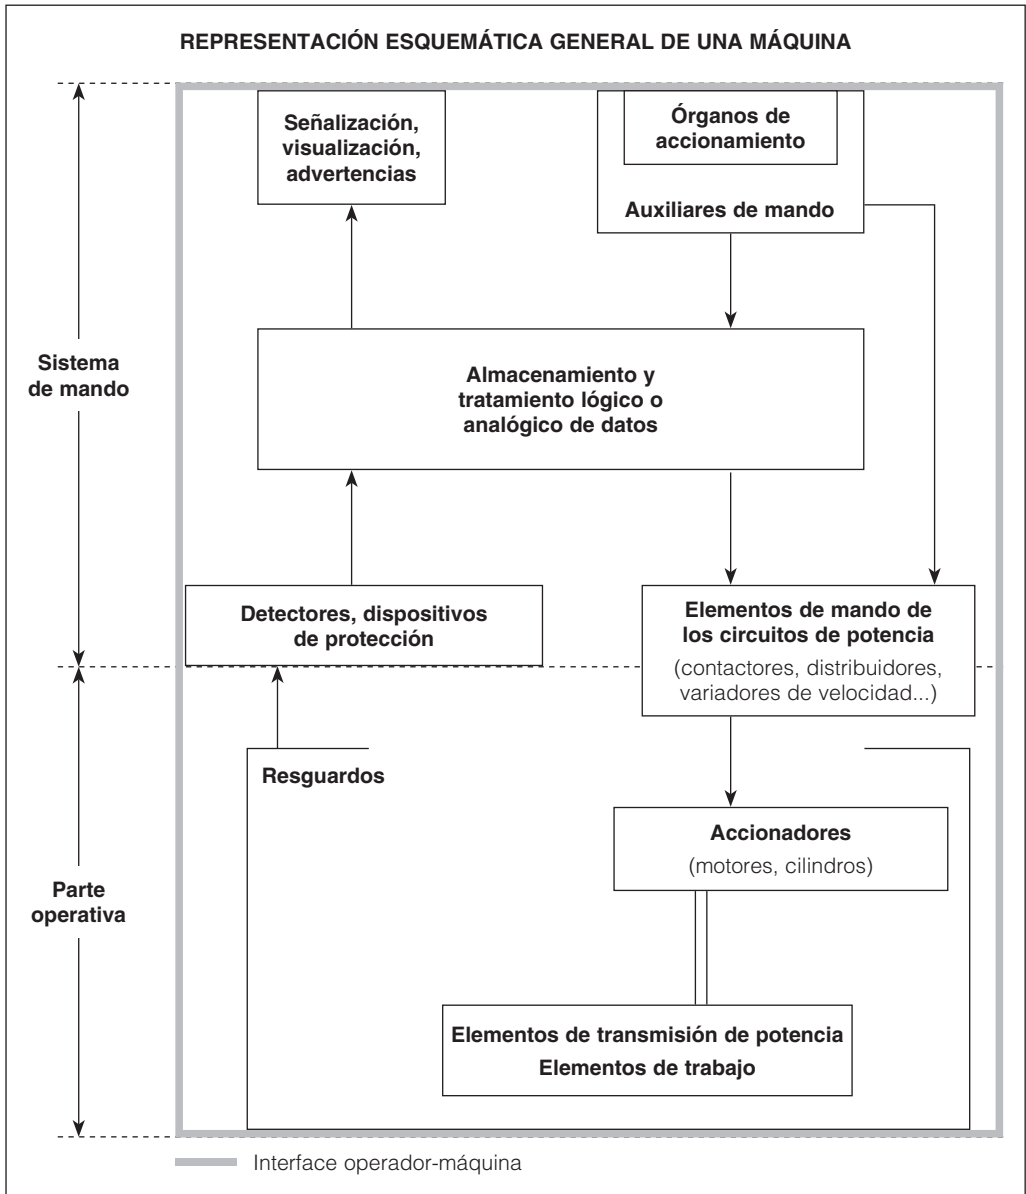 REPRESENTACIÓN ESQUEMÁTICA GENERAL DE UNA MÁQUINA
Señalización,
visualización,
advertencias
Órganos de
accionamiento
Auxiliares de mando
Sistema
de mando
Almacenamiento y
tratamiento lógico o
analógico de datos
Detectores, dispositivos
de protección
Elementos de mando de
los circuitos de potencia
(contactores, distribuidores,
variadores de velocidad...)
Resguardos
Accionadores
(motores, cilindros)
Parte
operativa
Elementos de transmisión de potencia
Elementos de trabajo
Interface operador-máquina